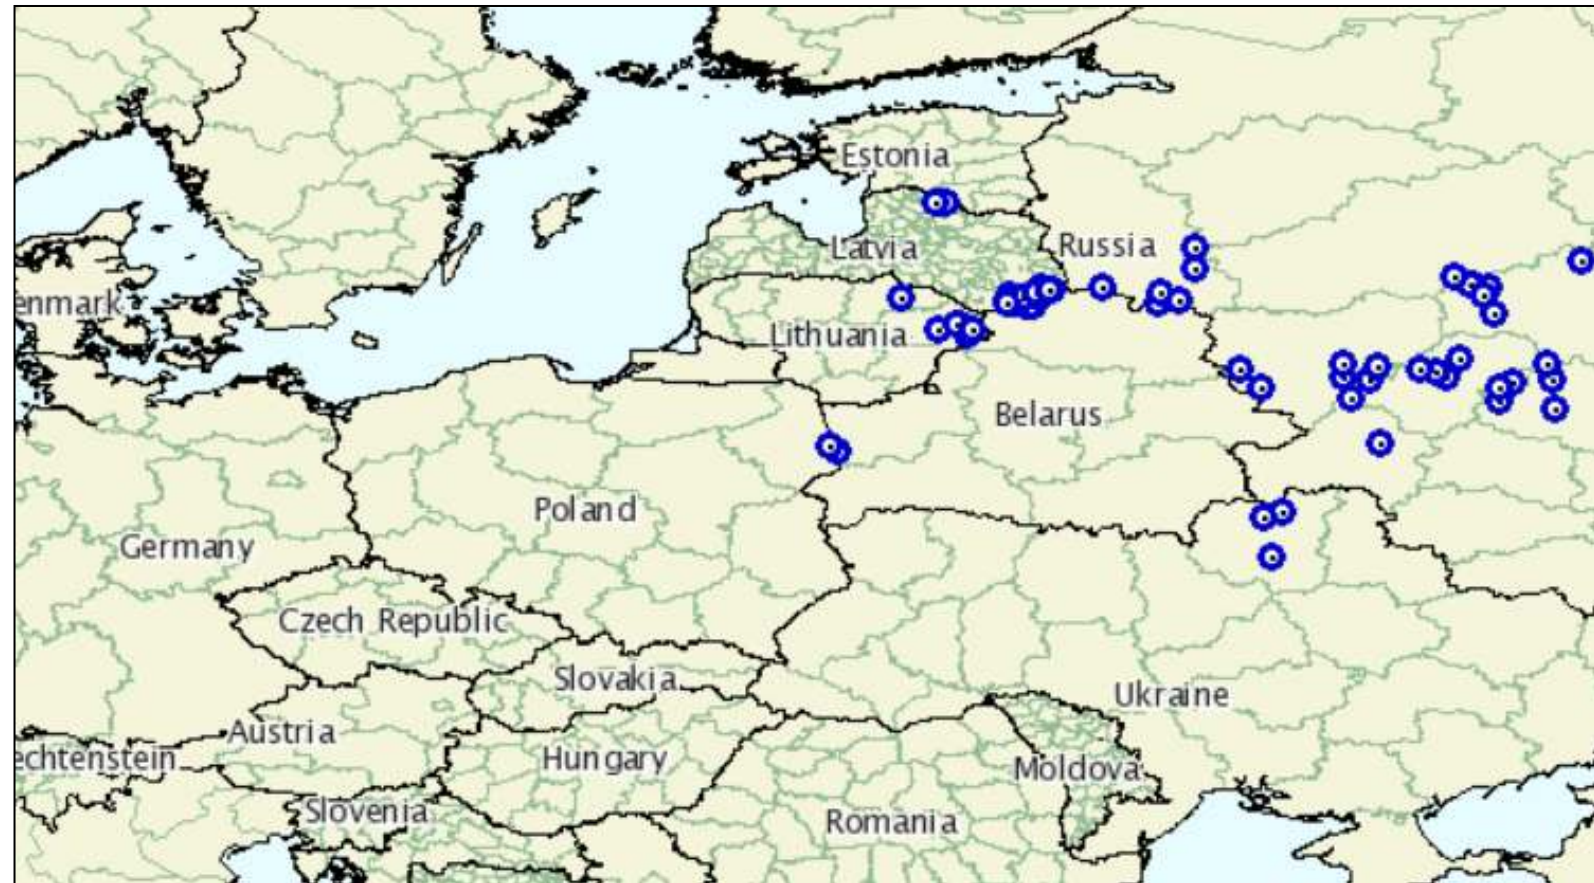 Estonia
Latvia
Russia
enmark
Lithuania
Belarus
Poland
Germany
Czech Republic
Slovakia
Ukraine
Austria
echtenstein
Hungary
Moldova
Slovenia
Romania